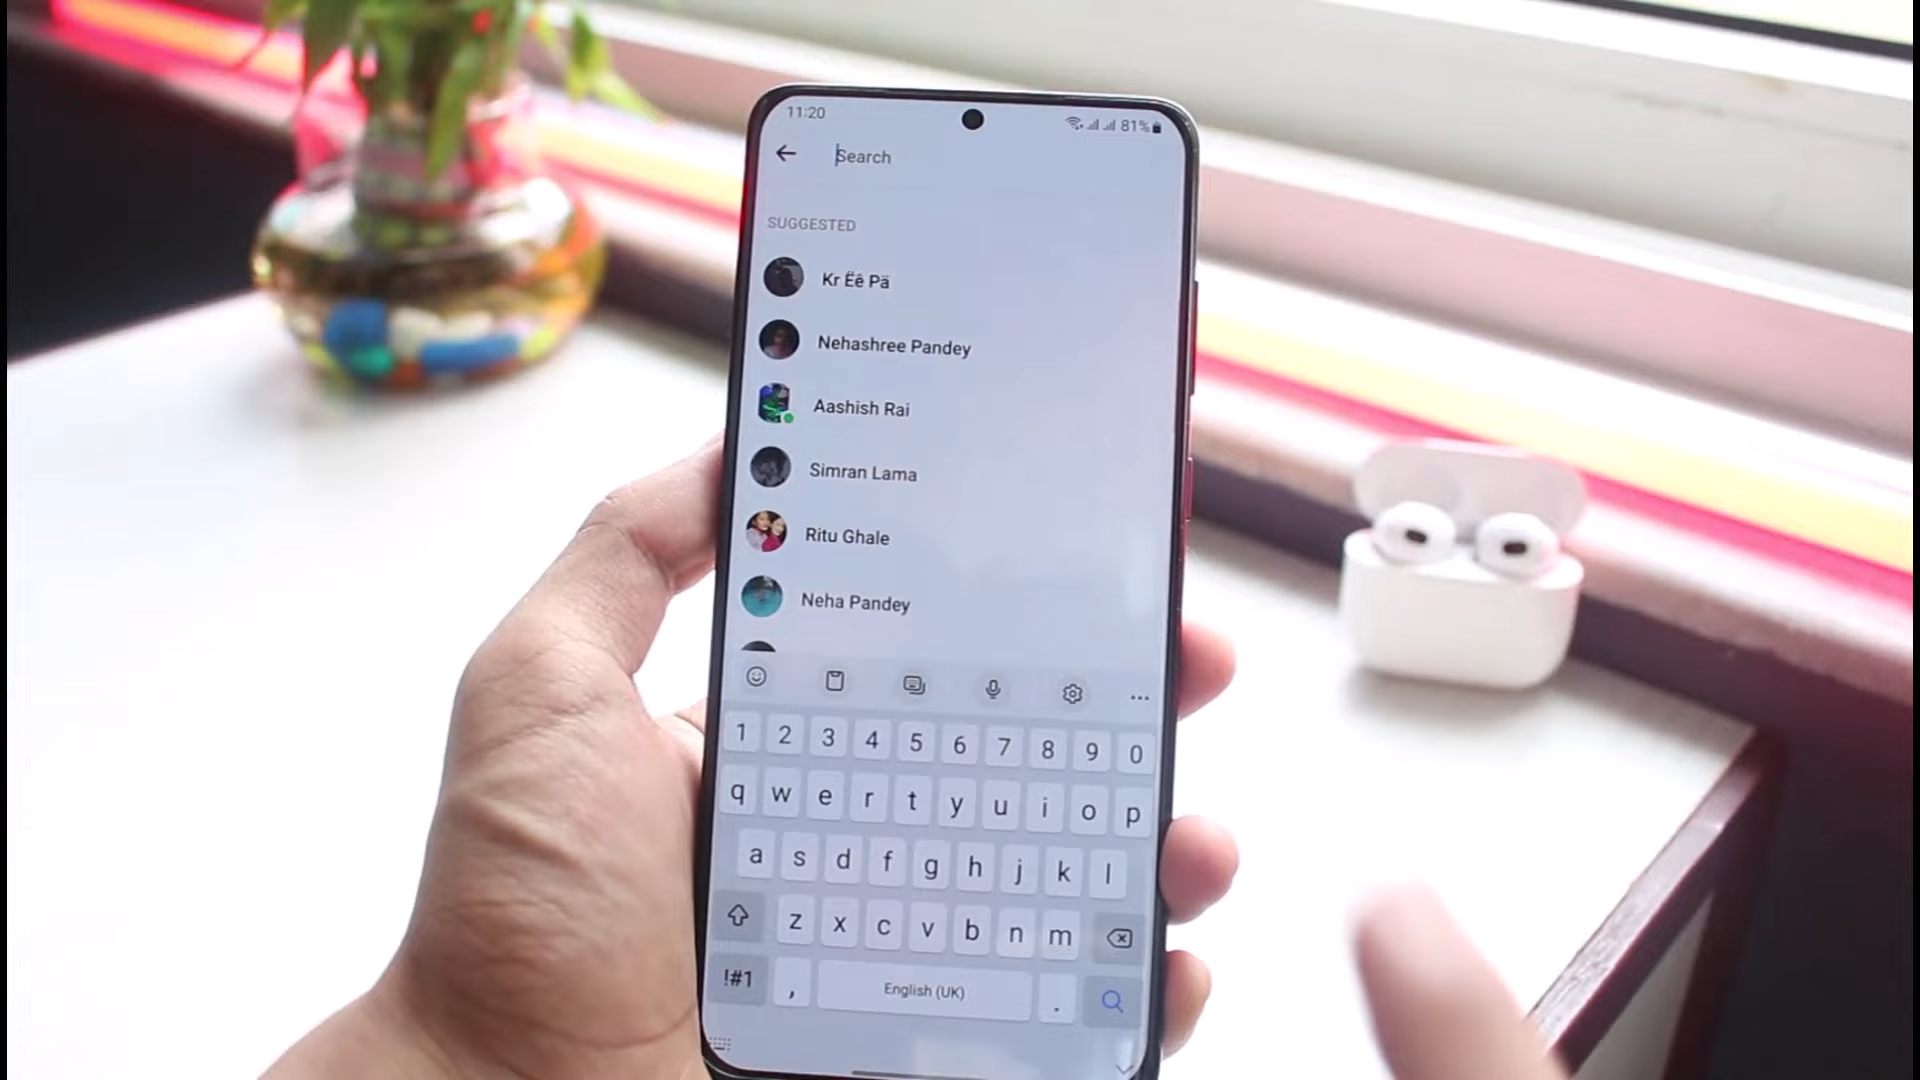 11:20
81%
Search
SUGGESTED
Kr Ëê Pä
Nehashree Pandey
Aashish Rai
Simran Lama
Ritu Ghale
Neha Pandey
1 2 3 4 5 6 7 8 9 0
q w e r t y u i o p
a s d f g h j k l
z x c v b n m
!#1 , English (UK) .